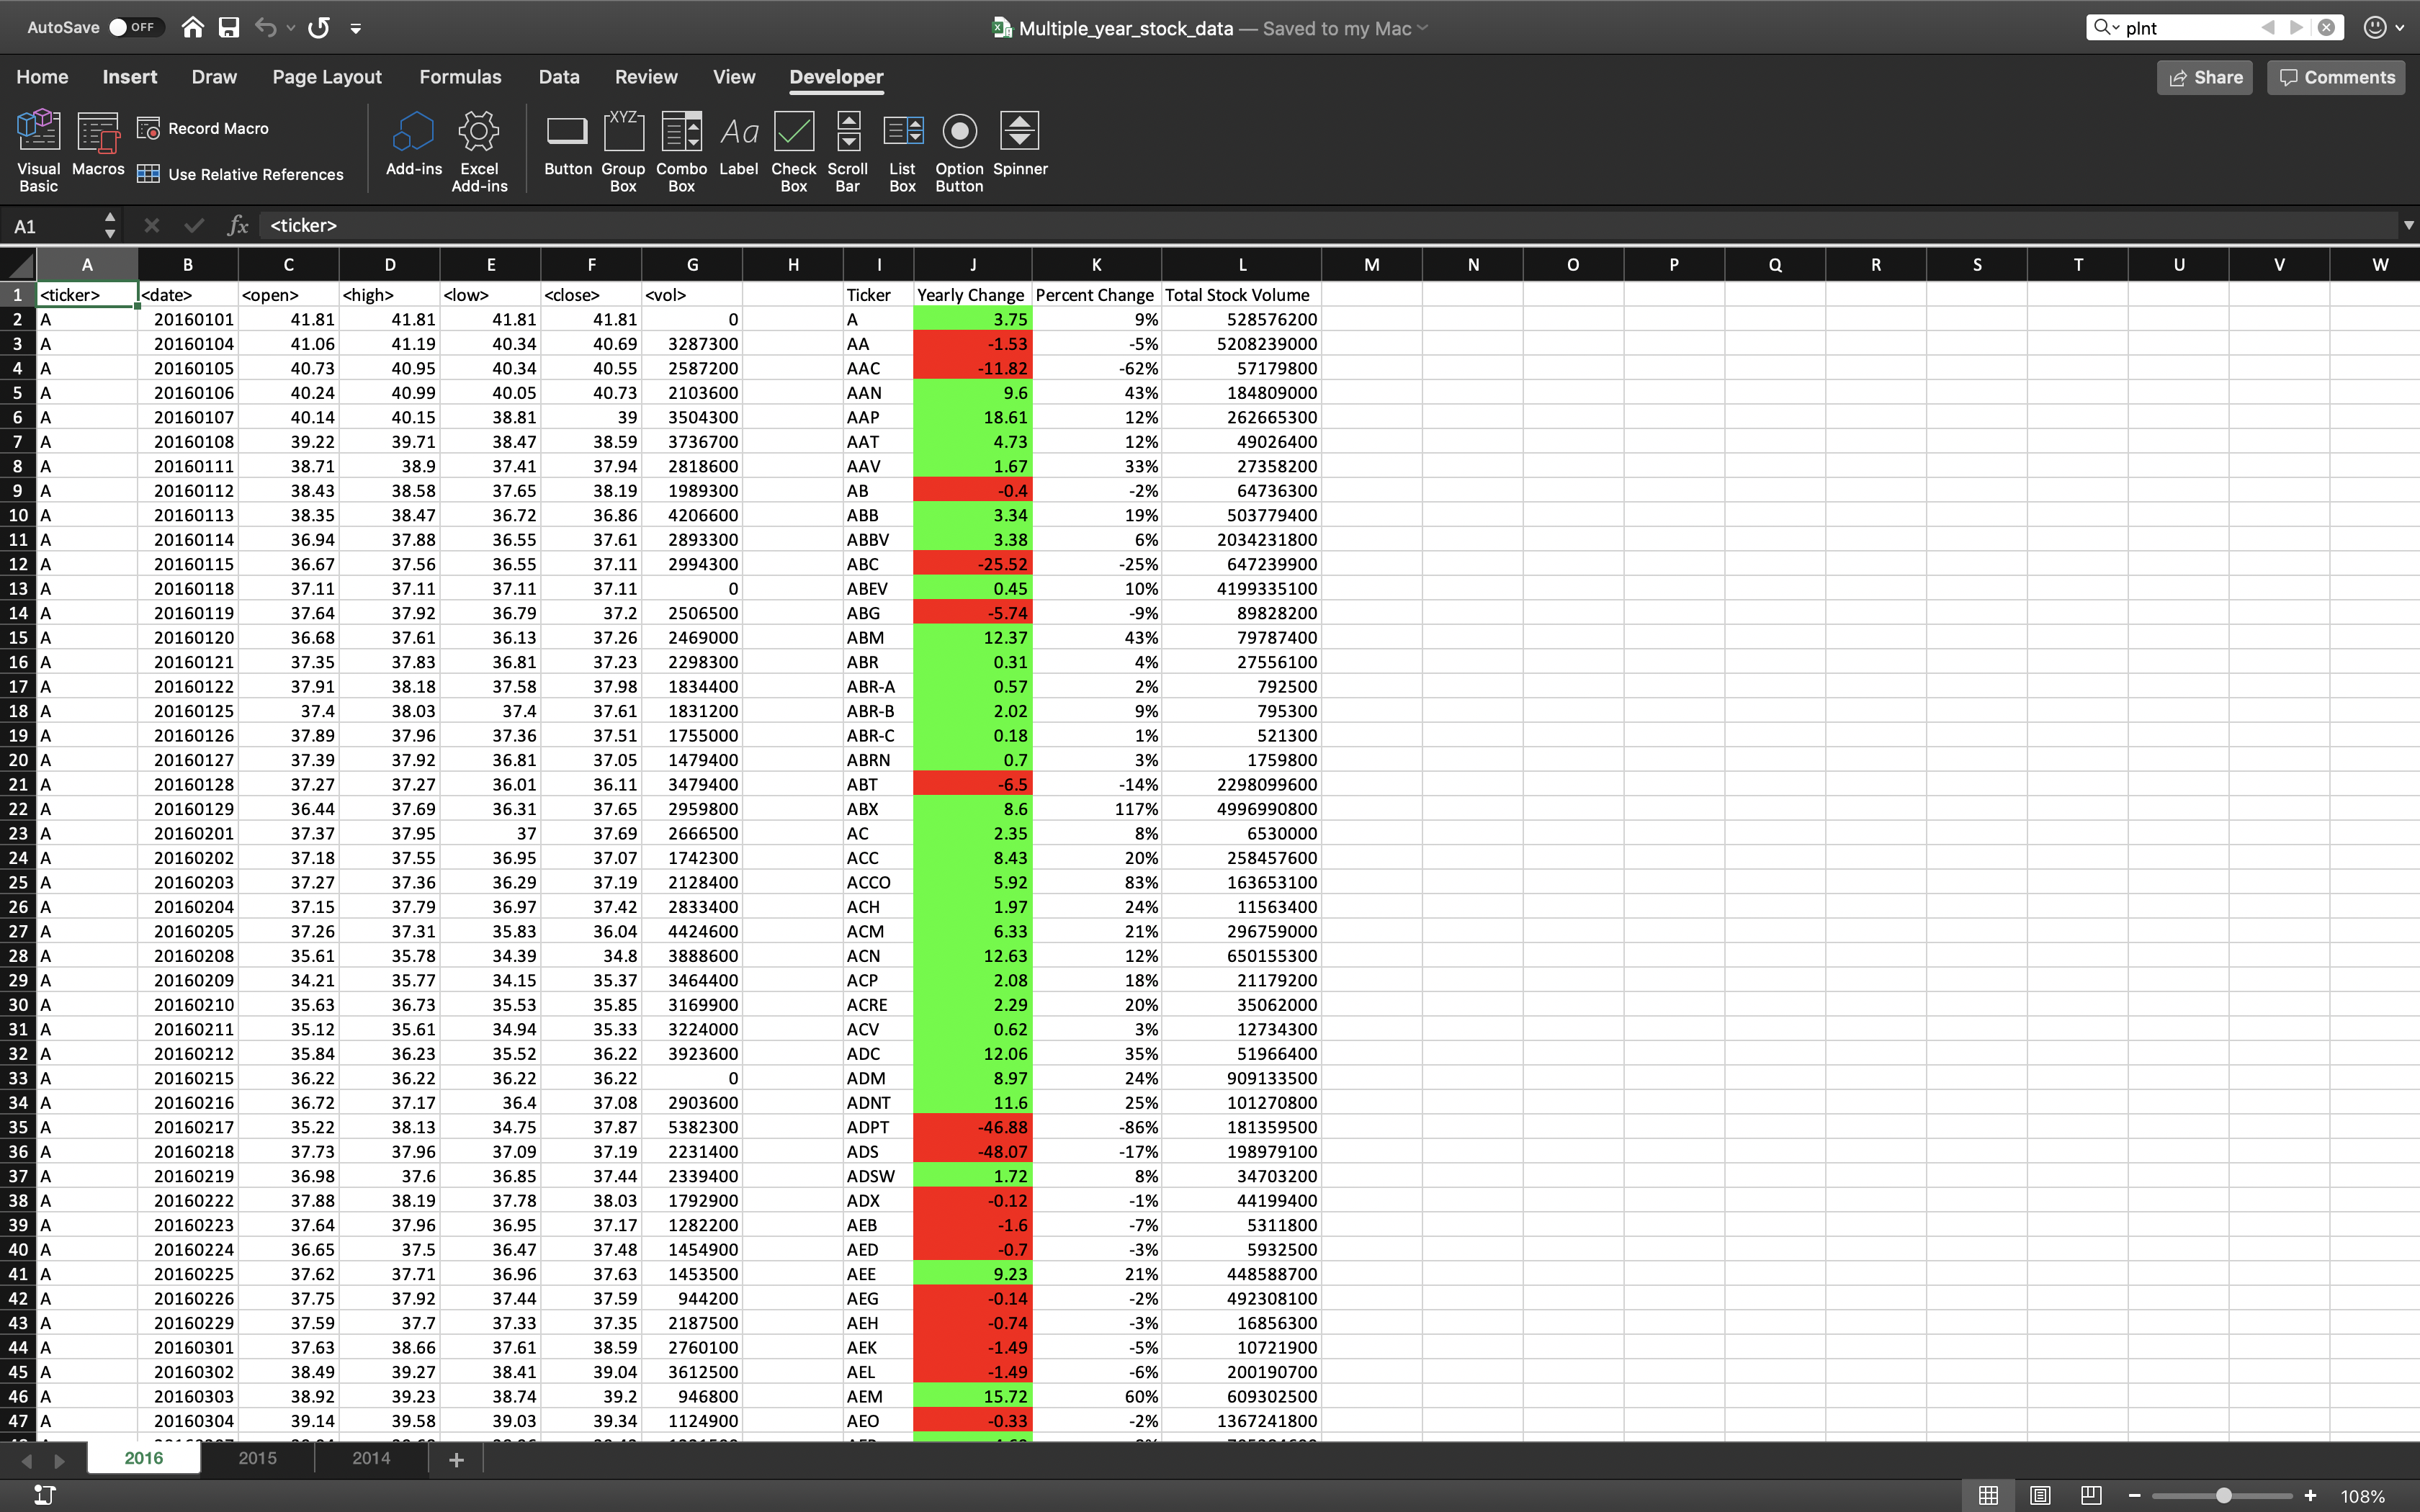 AutoSave OFF Multiple_year_stock_data — Saved to my Mac plnt
Home Insert Draw Page Layout Formulas Data Review View Developer Share Comments
Visual Basic Macros Record Macro Use Relative References Add-ins Excel Add-ins Button Group Box Combo Box Label Check Box Scroll Bar List Box Option Button Spinner
A1 fx <ticker>
A B C D E F G H I J K L M N O P Q R S T U V W
1 <ticker> <date> <open> <high> <low> <close> <vol> Ticker Yearly Change Percent Change Total Stock Volume
2 A 20160101 41.81 41.81 41.81 41.81 0 A 3.75 9% 528576200
3 A 20160104 41.06 41.19 40.34 40.69 3287300 AA -1.53 -5% 5208239000
4 A 20160105 40.73 40.95 40.34 40.55 2587200 AAC -11.82 -62% 57179800
5 A 20160106 40.24 40.99 40.05 40.73 2103600 AAN 9.6 43% 184809000
6 A 20160107 40.14 40.15 38.81 39 3504300 AAP 18.61 12% 262665300
7 A 20160108 39.22 39.71 38.47 38.59 3736700 AAT 4.73 12% 49026400
8 A 20160111 38.71 38.9 37.41 37.94 2818600 AAV 1.67 33% 27358200
9 A 20160112 38.43 38.58 37.65 38.19 1989300 AB -0.4 -2% 64736300
10 A 20160113 38.35 38.47 36.72 36.86 4206600 ABB 3.34 19% 503779400
11 A 20160114 36.94 37.88 36.55 37.61 2893300 ABBV 3.38 6% 2034231800
12 A 20160115 36.67 37.56 36.55 37.11 2994300 ABC -25.52 -25% 647239900
13 A 20160118 37.11 37.11 37.11 37.11 0 ABEV 0.45 10% 4199335100
14 A 20160119 37.64 37.92 36.79 37.2 2506500 ABG -5.74 -9% 89828200
15 A 20160120 36.68 37.61 36.13 37.26 2469000 ABM 12.37 43% 79787400
16 A 20160121 37.35 37.83 36.81 37.23 2298300 ABR 0.31 4% 27556100
17 A 20160122 37.91 38.18 37.58 37.98 1834400 ABR-A 0.57 2% 792500
18 A 20160125 37.4 38.03 37.4 37.61 1831200 ABR-B 2.02 9% 795300
19 A 20160126 37.89 37.96 37.36 37.51 1755000 ABR-C 0.18 1% 521300
20 A 20160127 37.39 37.92 36.81 37.05 1479400 ABRN 0.7 3% 1759800
21 A 20160128 37.27 37.27 36.01 36.11 3479400 ABT -6.5 -14% 2298099600
22 A 20160129 36.44 37.69 36.31 37.65 2959800 ABX 8.6 117% 4996990800
23 A 20160201 37.37 37.95 37 37.69 2666500 AC 2.35 8% 6530000
24 A 20160202 37.18 37.55 36.95 37.07 1742300 ACC 8.43 20% 258457600
25 A 20160203 37.27 37.36 36.29 37.19 2128400 ACCO 5.92 83% 163653100
26 A 20160204 37.15 37.79 36.97 37.42 2833400 ACH 1.97 24% 11563400
27 A 20160205 37.26 37.31 35.83 36.04 4424600 ACM 6.33 21% 296759000
28 A 20160208 35.61 35.78 34.39 34.8 3888600 ACN 12.63 12% 650155300
29 A 20160209 34.21 35.77 34.15 35.37 3464400 ACP 2.08 18% 21179200
30 A 20160210 35.63 36.73 35.53 35.85 3169900 ACRE 2.29 20% 35062000
31 A 20160211 35.12 35.61 34.94 35.33 3224000 ACV 0.62 3% 12734300
32 A 20160212 35.84 36.23 35.52 36.22 3923600 ADC 12.06 35% 51966400
33 A 20160215 36.22 36.22 36.22 36.22 0 ADM 8.97 24% 909133500
34 A 20160216 36.72 37.17 36.4 37.08 2903600 ADNT 11.6 25% 101270800
35 A 20160217 35.22 38.13 34.75 37.87 5382300 ADPT -46.88 -86% 181359500
36 A 20160218 37.73 37.96 37.09 37.19 2231400 ADS -48.07 -17% 198979100
37 A 20160219 36.98 37.6 36.85 37.44 2339400 ADSW 1.72 8% 34703200
38 A 20160222 37.88 38.19 37.78 38.03 1792900 ADX -0.12 -1% 44199400
39 A 20160223 37.64 37.96 36.95 37.17 1282200 AEB -1.6 -7% 5311800
40 A 20160224 36.65 37.5 36.47 37.48 1454900 AED -0.7 -3% 5932500
41 A 20160225 37.62 37.71 36.96 37.63 1453500 AEE 9.23 21% 448588700
42 A 20160226 37.75 37.92 37.44 37.59 944200 AEG -0.14 -2% 492308100
43 A 20160229 37.59 37.7 37.33 37.35 2187500 AEH -0.74 -3% 16856300
44 A 20160301 37.63 38.66 37.61 38.59 2760100 AEK -1.49 -5% 10721900
45 A 20160302 38.49 39.27 38.41 39.04 3612500 AEL -1.49 -6% 200190700
46 A 20160303 38.92 39.23 38.74 39.2 946800 AEM 15.72 60% 609302500
47 A 20160304 39.14 39.58 39.03 39.34 1124900 AEO -0.33 -2% 1367241800
2016 2015 2014
108%